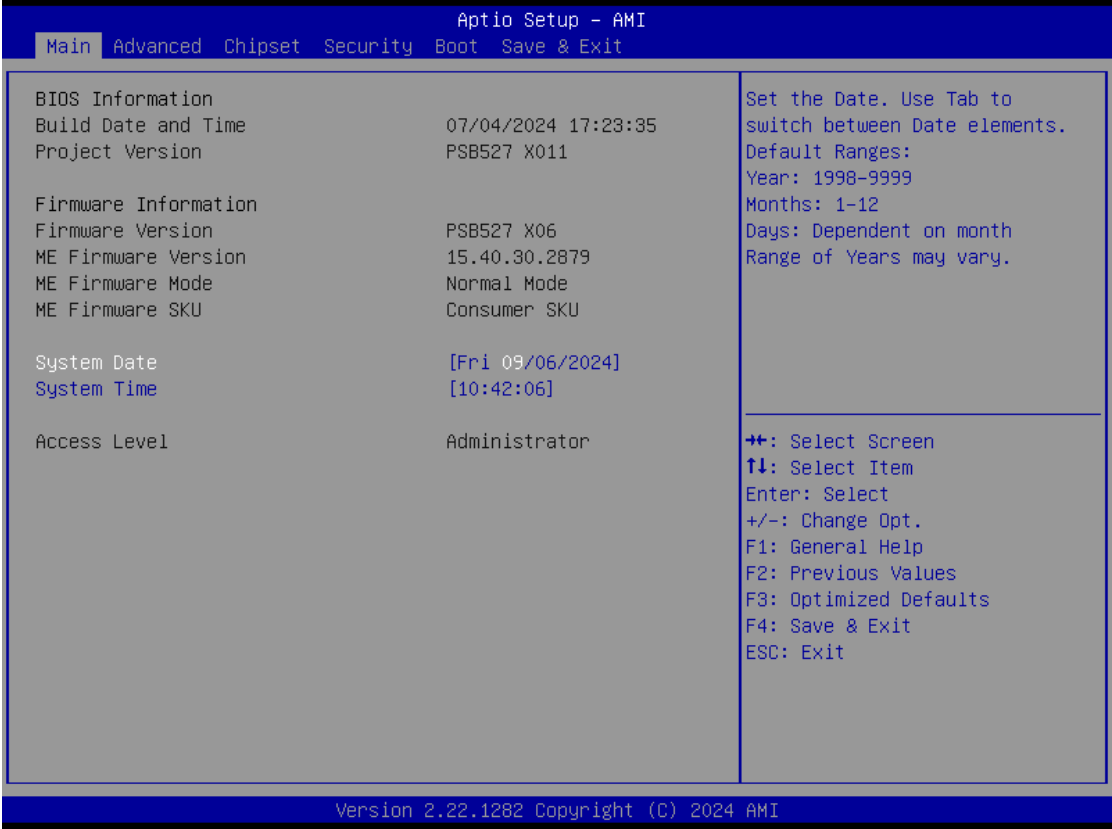 Aptio Setup – AMI
Main Advanced Chipset Security Boot Save & Exit
BIOS Information
Build Date and Time 07/04/2024 17:23:35
Project Version PSB527 X011
Firmware Information
Firmware Version PSB527 X06
ME Firmware Version 15.40.30.2879
ME Firmware Mode Normal Mode
ME Firmware SKU Consumer SKU
System Date [Fri 09/06/2024]
System Time [10:42:06]
Access Level Administrator
Set the Date. Use Tab to
switch between Date elements.
Default Ranges:
Year: 1998–9999
Months: 1–12
Days: Dependent on month
Range of Years may vary.
→←: Select Screen
↑↓: Select Item
Enter: Select
+/-: Change Opt.
F1: General Help
F2: Previous Values
F3: Optimized Defaults
F4: Save & Exit
ESC: Exit
Version 2.22.1282 Copyright (C) 2024 AMI